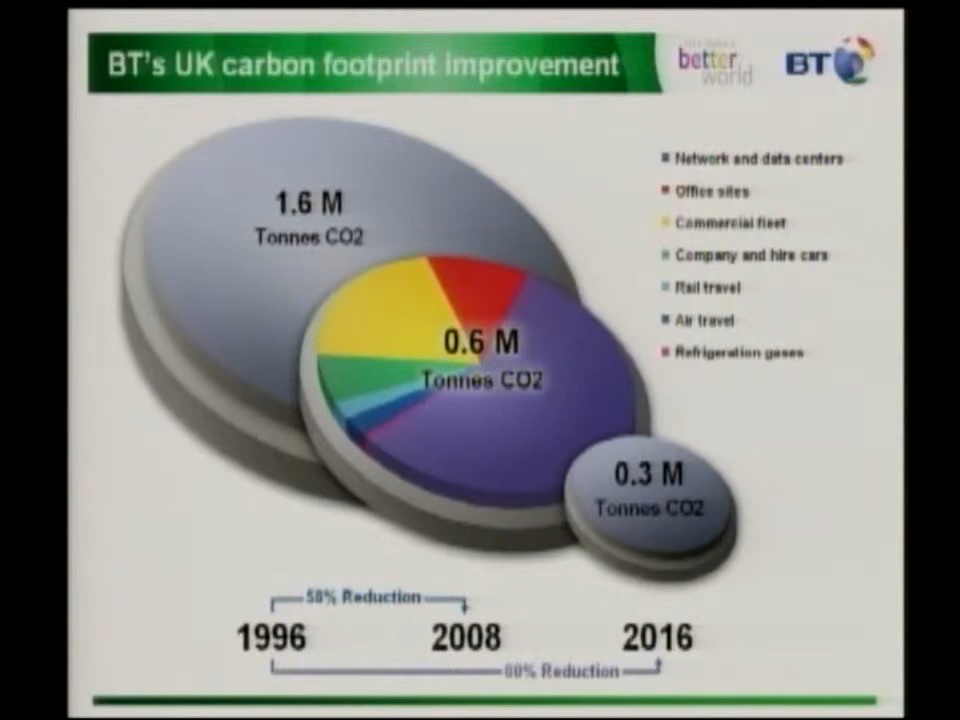 BT's UK carbon footprint improvement
better
world
BT
1.6 M
Tonnes CO2
0.6 M
Tonnes CO2
0.3 M
Tonnes CO2
Network and data centers
Office sites
Commercial fleet
Company and hire cars
Rail travel
Air travel
Refrigeration gases
58% Reduction
1996
2008
2016
80% Reduction